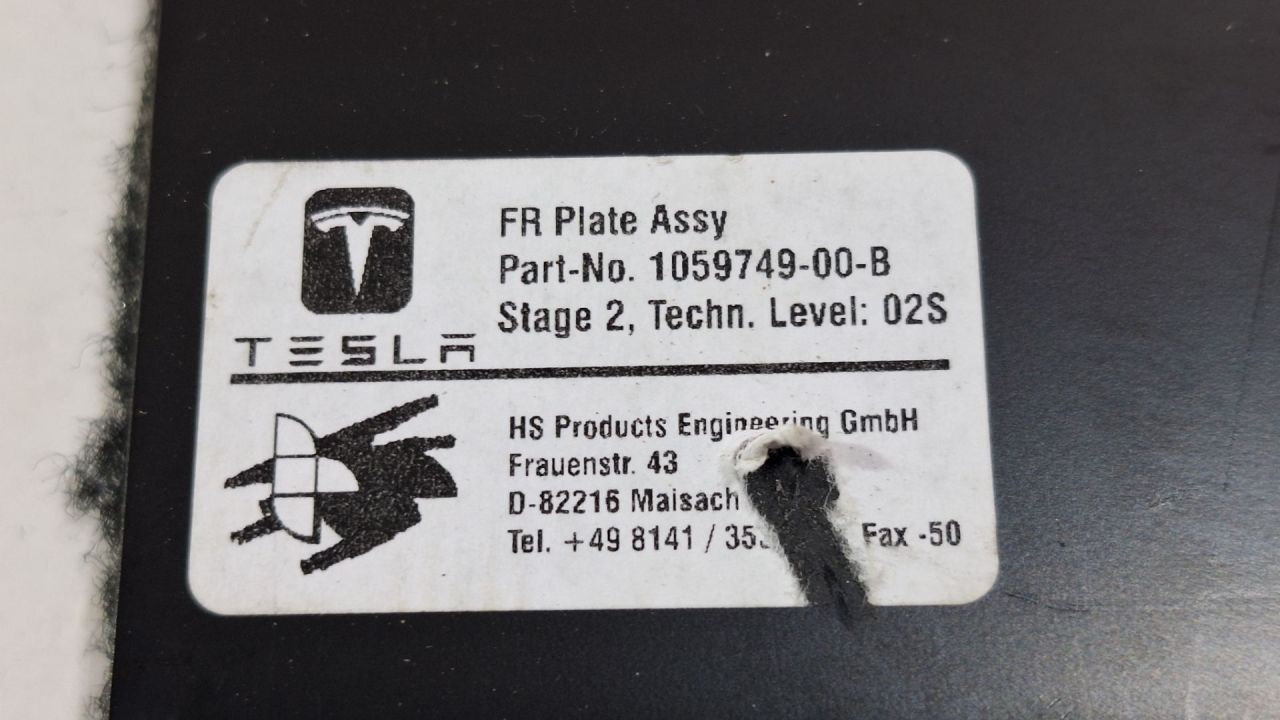 TESLA
FR Plate Assy
Part-No. 1059749-00-B
Stage 2, Techn. Level: 02S
HS Products Engineering GmbH
Frauenstr. 43
D-82216 Maisach
Tel. +49 8141 / Fax -50